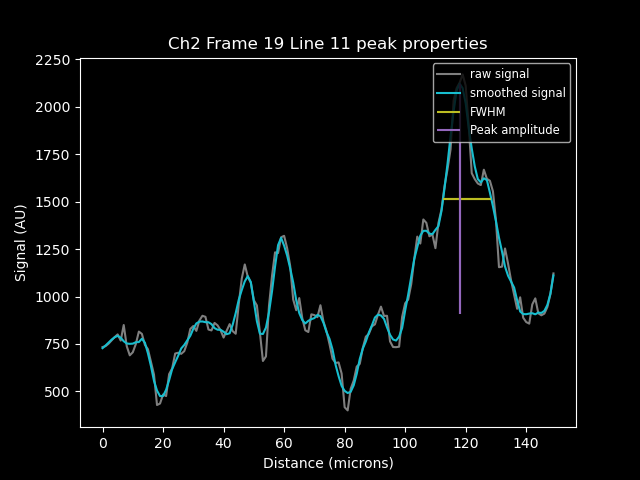 Ch2 Frame 19 Line 11 peak properties
raw signal
smoothed signal
FWHM
Peak amplitude
Signal (AU)
2250
2000
1750
1500
1250
1000
750
500
0 20 40 60 80 100 120 140
Distance (microns)